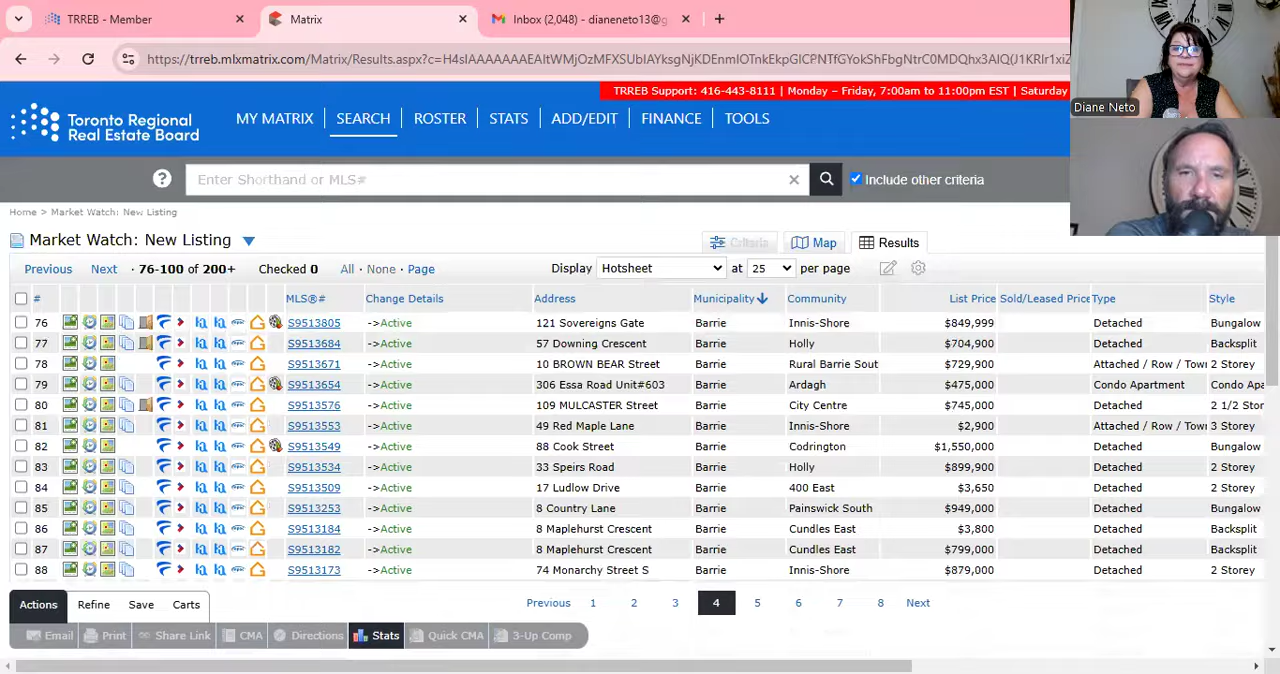 TRREB - Member
Matrix
Inbox (2,048) - dianeneto13@g
https://trreb.mlxmatrix.com/Matrix/Results.aspx?c=
TRREB Support: 416-443-8111 | Monday – Friday, 7:00am to 11:00pm EST | Saturday
Diane Neto
Toronto Regional
Real Estate Board
MY MATRIX SEARCH ROSTER STATS ADD/EDIT FINANCE TOOLS
? Enter Shorthand or MLS# Include other criteria
Home > Market Watch: New Listing
Market Watch: New Listing
Criteria Map Results
Previous Next · 76-100 of 200+ Checked 0 All · None · Page Display Hotsheet at 25 per page
# MLS®# Change Details Address Municipality Community List Price Sold/Leased Price Type Style
76 S9513805 ->Active 121 Sovereigns Gate Barrie Innis-Shore $849,999 Detached Bungalow
77 S9513684 ->Active 57 Downing Crescent Barrie Holly $704,900 Detached Backsplit
78 S9513671 ->Active 10 BROWN BEAR Street Barrie Rural Barrie Sout $729,900 Attached / Row / Town 2 Storey
79 S9513654 ->Active 306 Essa Road Unit#603 Barrie Ardagh $475,000 Condo Apartment Condo Apa
80 S9513576 ->Active 109 MULCASTER Street Barrie City Centre $745,000 Detached 2 1/2 Stor
81 S9513553 ->Active 49 Red Maple Lane Barrie Innis-Shore $2,900 Attached / Row / Town 3 Storey
82 S9513549 ->Active 88 Cook Street Barrie Codrington $1,550,000 Detached Bungalow
83 S9513534 ->Active 33 Speirs Road Barrie Holly $899,900 Detached 2 Storey
84 S9513509 ->Active 17 Ludlow Drive Barrie 400 East $3,650 Detached 2 Storey
85 S9513253 ->Active 8 Country Lane Barrie Painswick South $949,000 Detached Bungalow
86 S9513184 ->Active 8 Maplehurst Crescent Barrie Cundles East $3,800 Detached Backsplit
87 S9513182 ->Active 8 Maplehurst Crescent Barrie Cundles East $799,000 Detached Backsplit
88 S9513173 ->Active 74 Monarchy Street S Barrie Innis-Shore $879,000 Detached 2 Storey
Actions Refine Save Carts Previous 1 2 3 4 5 6 7 8 Next
Email Print Share Link CMA Directions Stats Quick CMA 3-Up Comp